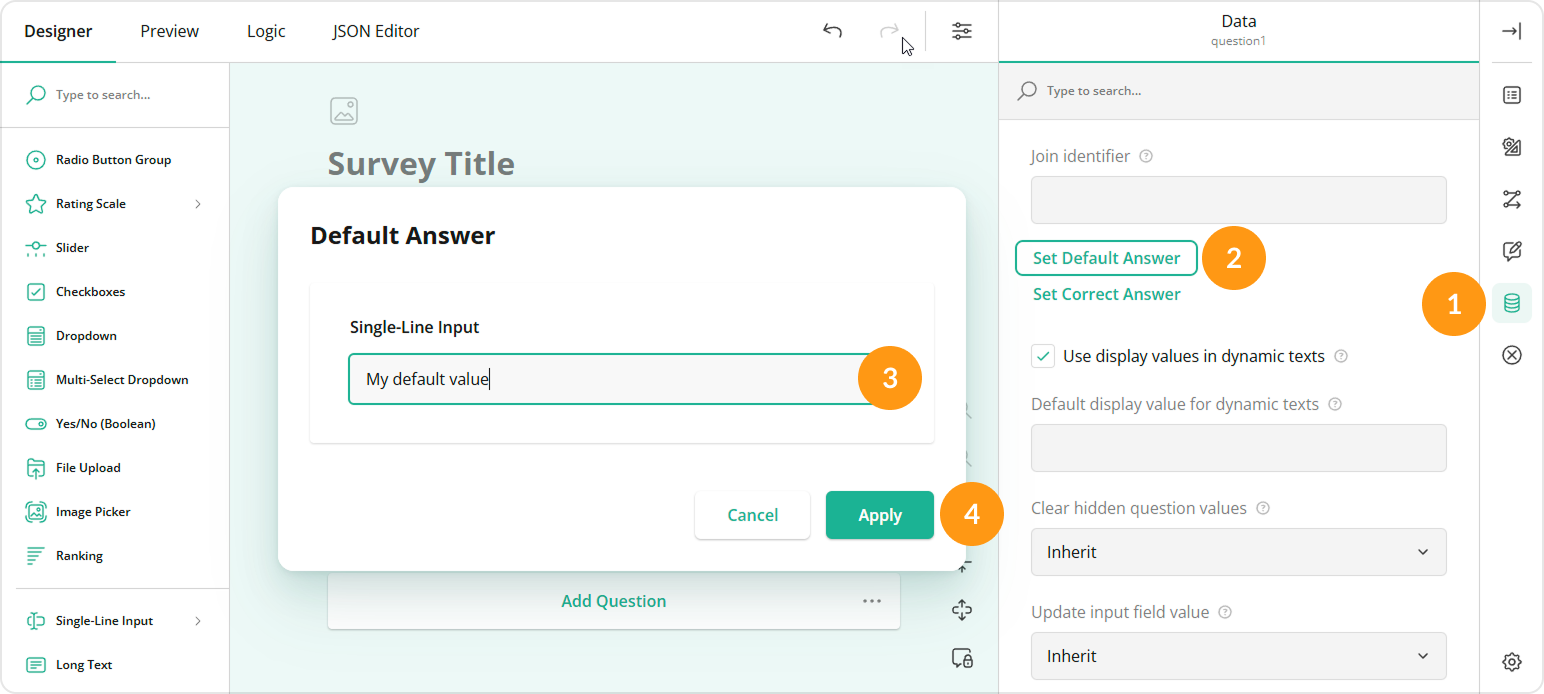 Designer
Preview
Logic
JSON Editor
Data
question1
Type to search...
Radio Button Group
Rating Scale
Slider
Checkboxes
Dropdown
Multi-Select Dropdown
Yes/No (Boolean)
File Upload
Image Picker
Ranking
Single-Line Input
Long Text
Survey Title
Default Answer
Single-Line Input
My default value
3
Cancel
Apply
4
Add Question
Type to search...
Join identifier
Set Default Answer
2
Set Correct Answer
1
Use display values in dynamic texts
Default display value for dynamic texts
Clear hidden question values
Inherit
Update input field value
Inherit